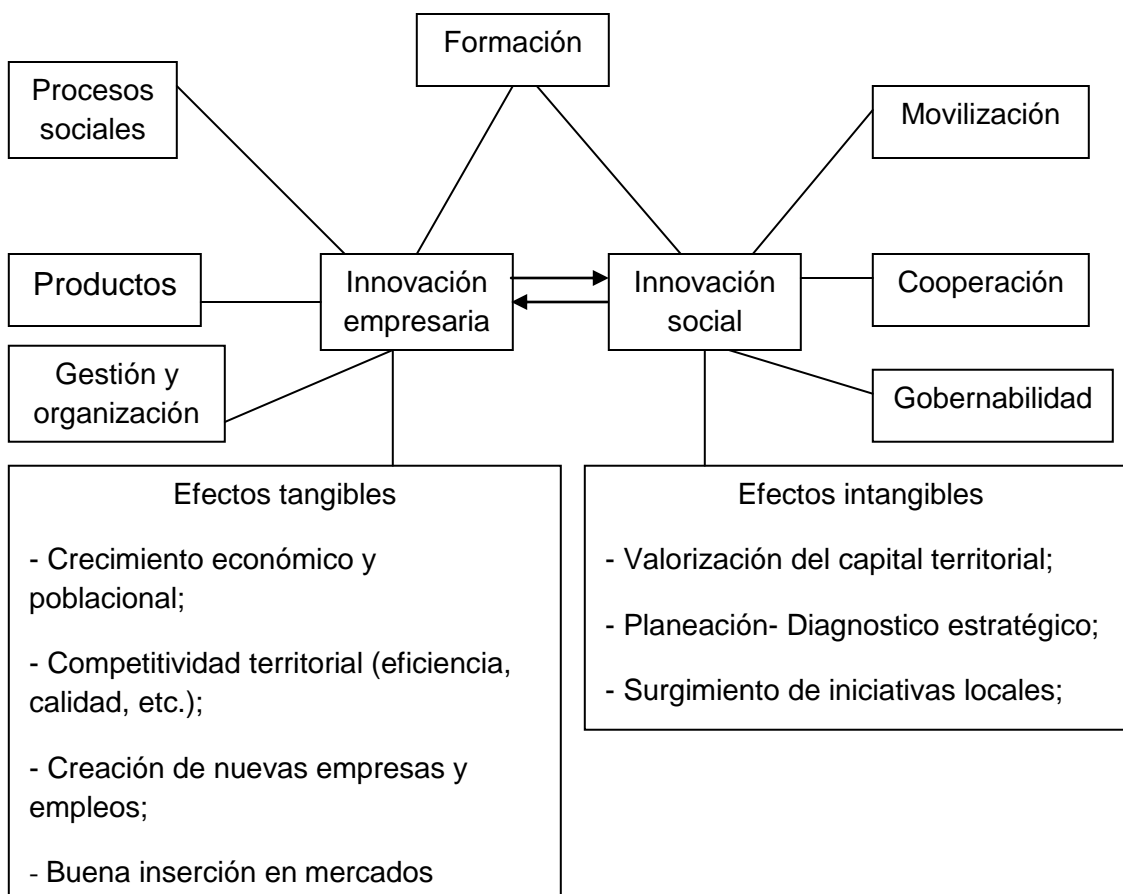 Formación
Procesos
sociales
Movilización
Productos
Innovación
empresaria
Innovación
social
Cooperación
Gestión y
organización
Gobernabilidad
Efectos tangibles
- Crecimiento económico y
poblacional;
- Competitividad territorial (eficiencia,
calidad, etc.);
- Creación de nuevas empresas y
empleos;
- Buena inserción en mercados
Efectos intangibles
- Valorización del capital territorial;
- Planeación- Diagnostico estratégico;
- Surgimiento de iniciativas locales;